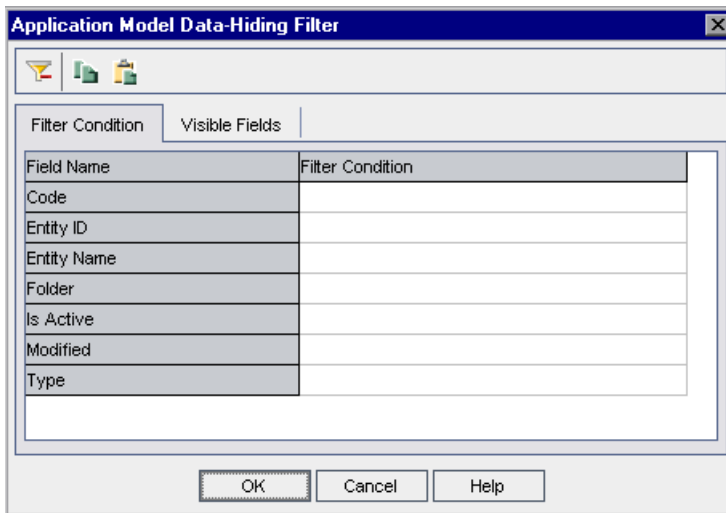 Application Model Data-Hiding Filter
Filter Condition Visible Fields
Field Name Filter Condition
Code
Entity ID
Entity Name
Folder
Is Active
Modified
Type
OK Cancel Help